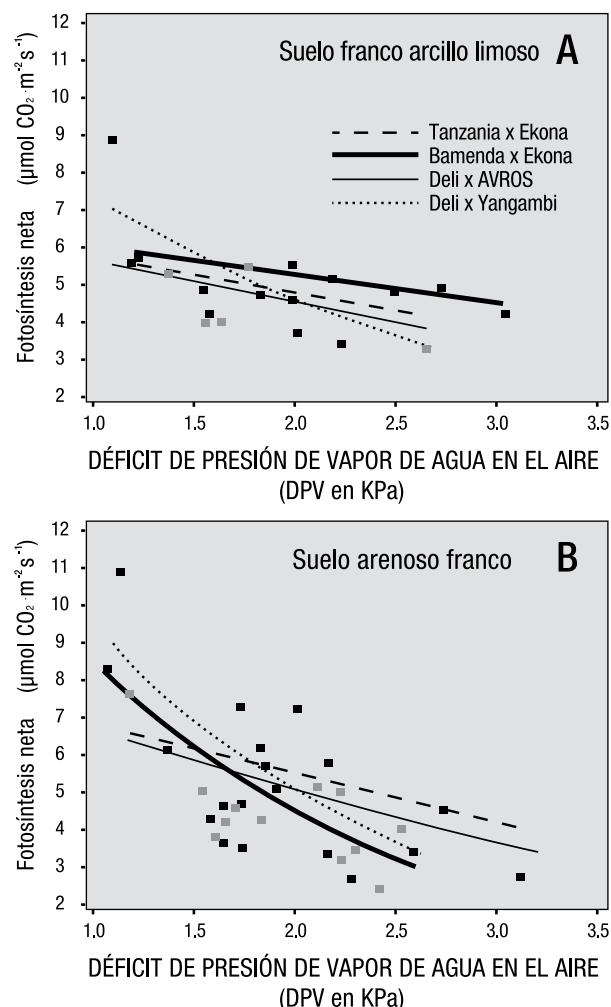 12
Suelo franco arcillo limoso A
11
10
9
8
7
6
5
4
3
2
Fotosíntesis neta (µmol CO₂ ·m⁻² s⁻¹)
Tanzania x Ekona
Bamenda x Ekona
Deli x AVROS
Deli x Yangambi
1.0 1.5 2.0 2.5 3.0 3.5
DÉFICIT DE PRESIÓN DE VAPOR DE AGUA EN EL AIRE
(DPV en KPa)
12
Suelo arenoso franco B
11
10
9
8
7
6
5
4
3
2
Fotosíntesis neta (µmol CO₂ ·m⁻² s⁻¹)
1.0 1.5 2.0 2.5 3.0 3.5
DÉFICIT DE PRESIÓN DE VAPOR DE AGUA EN EL AIRE
(DPV en KPa)